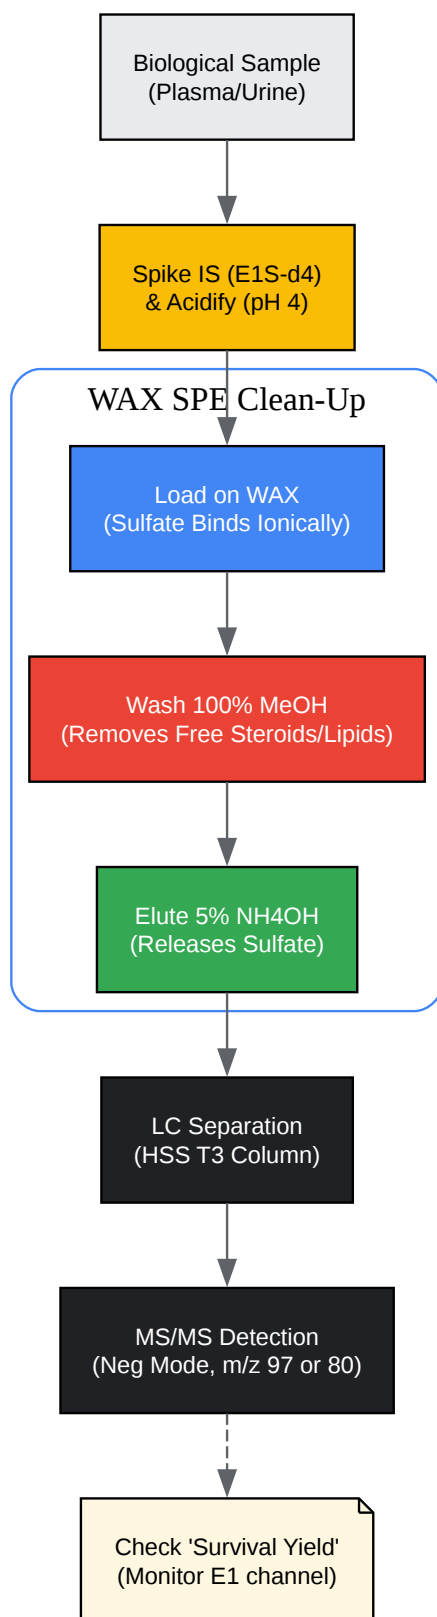 Biological Sample
(Plasma/Urine)
Spike IS (E1S-d4)
& Acidify (pH 4)
WAX SPE Clean-Up
Load on WAX
(Sulfate Binds Ionically)
Wash 100% MeOH
(Removes Free Steroids/Lipids)
Elute 5% NH4OH
(Releases Sulfate)
LC Separation
(HSS T3 Column)
MS/MS Detection
(Neg Mode, m/z 97 or 80)
Check 'Survival Yield'
(Monitor E1 channel)